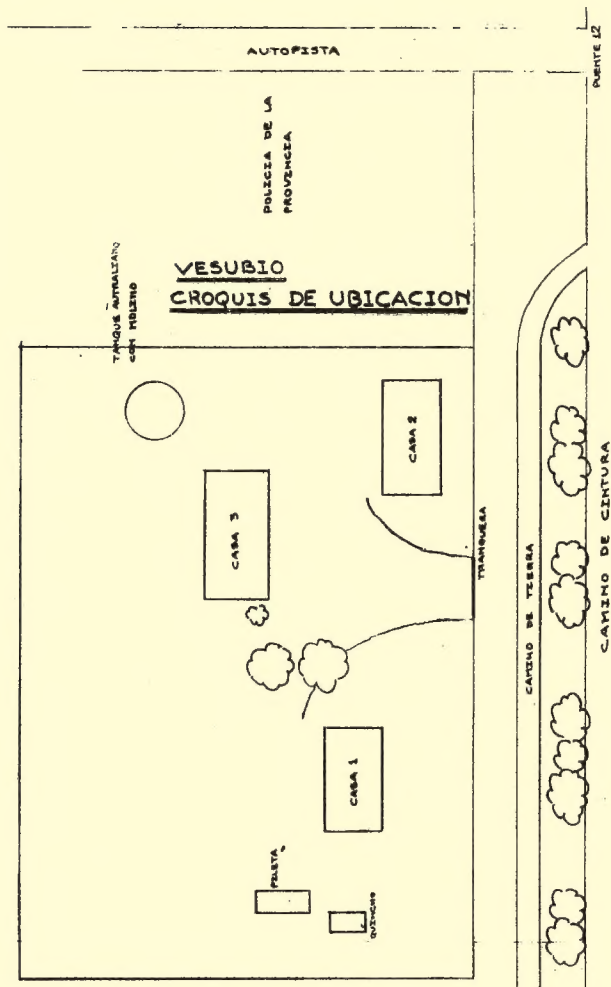 AUTOPISTA
PUENTE 12
POLICIA DE LA
PROVINCIA
VESUBIO
CROQUIS DE UBICACION
TANQUE AUTRALIANO
CON MOLINO
CASA 2
CASA 3
TRANQUERA
CAMINO DE TIERRA
CAMINO DE CINTURA
CASA 1
PILETA
QUINCHO